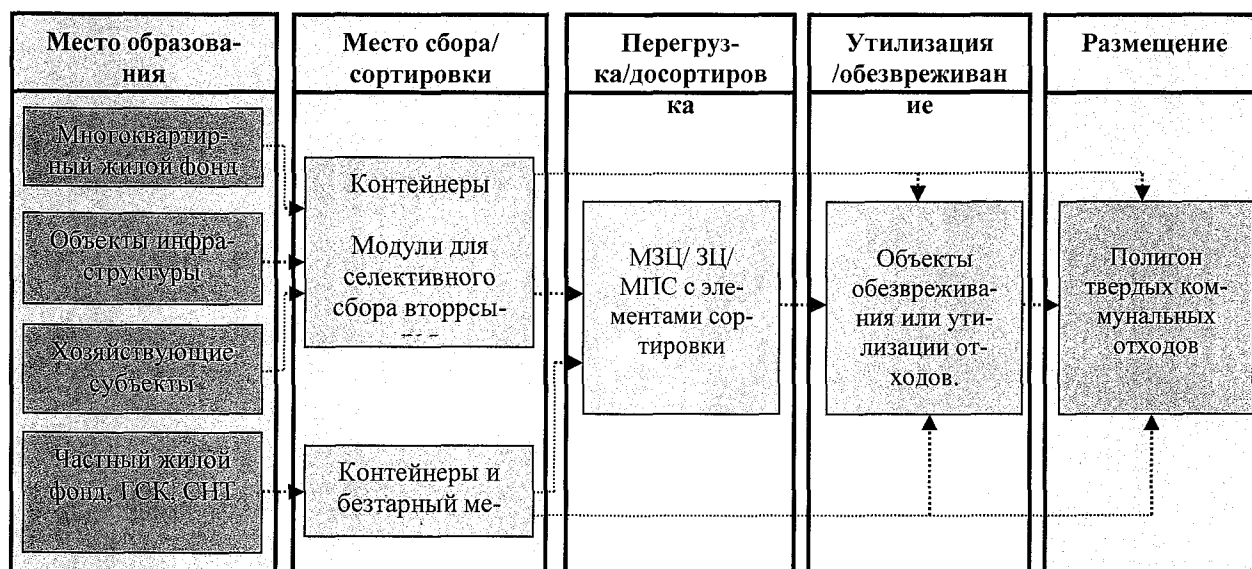 Место образова-
ния
Многоквартир-
ный жилой фонд
Объекты инфра-
структуры
Хозяйствующие
субъекты
Частный жилой
фонд, ГСК, СНТ
Место сбора/
сортировки
Контейнеры
Модули для
селективного
сбора вторрсы-
Контейнеры и
безтарный ме-
Перегруз-
ка/досортиров
ка
МЗЦ/ ЗЦ/
МПС с эле-
ментами сор-
тировки
Утилизация
/обезвреживан
ие
Объекты
обезврежива-
ния или ути-
лизации от-
ходов.
Размещение
Полигон
твердых ком-
мунальных
отходов